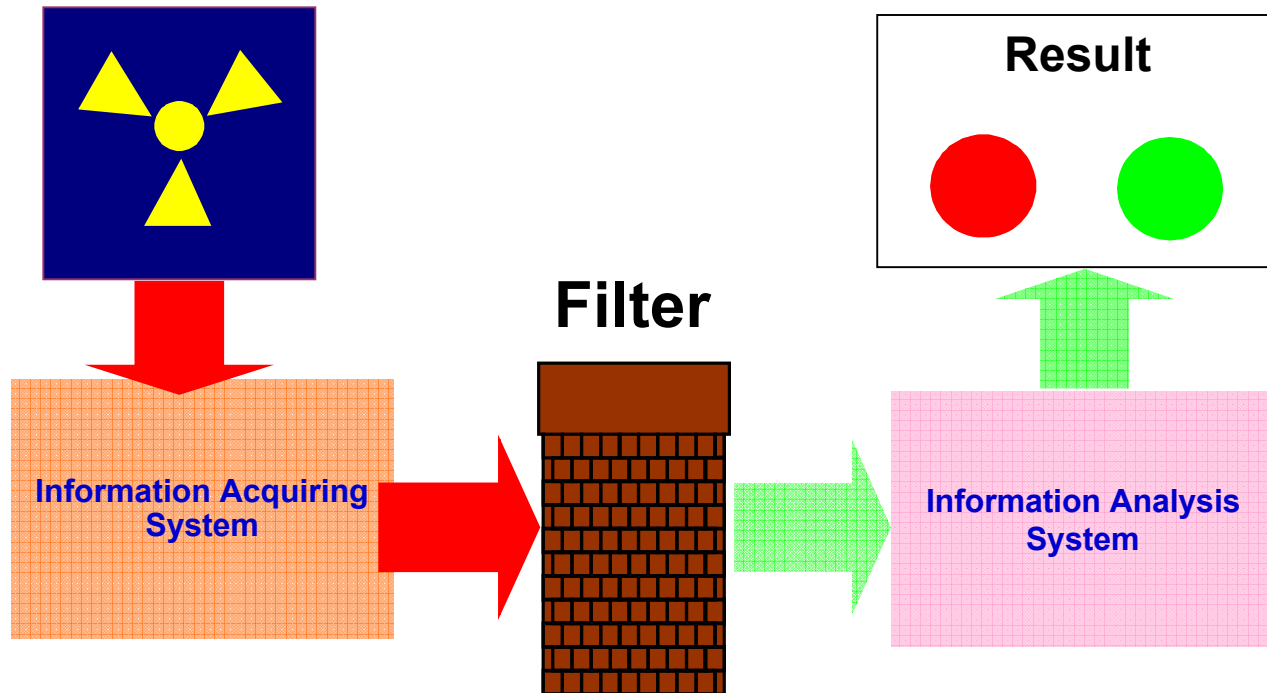 Result
Filter
Information Acquiring
System
Information Analysis
System